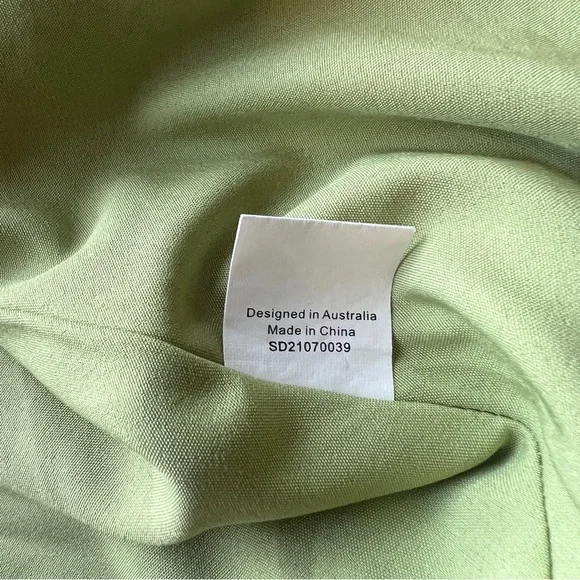 Designed in Australia
Made in China
SD21070039